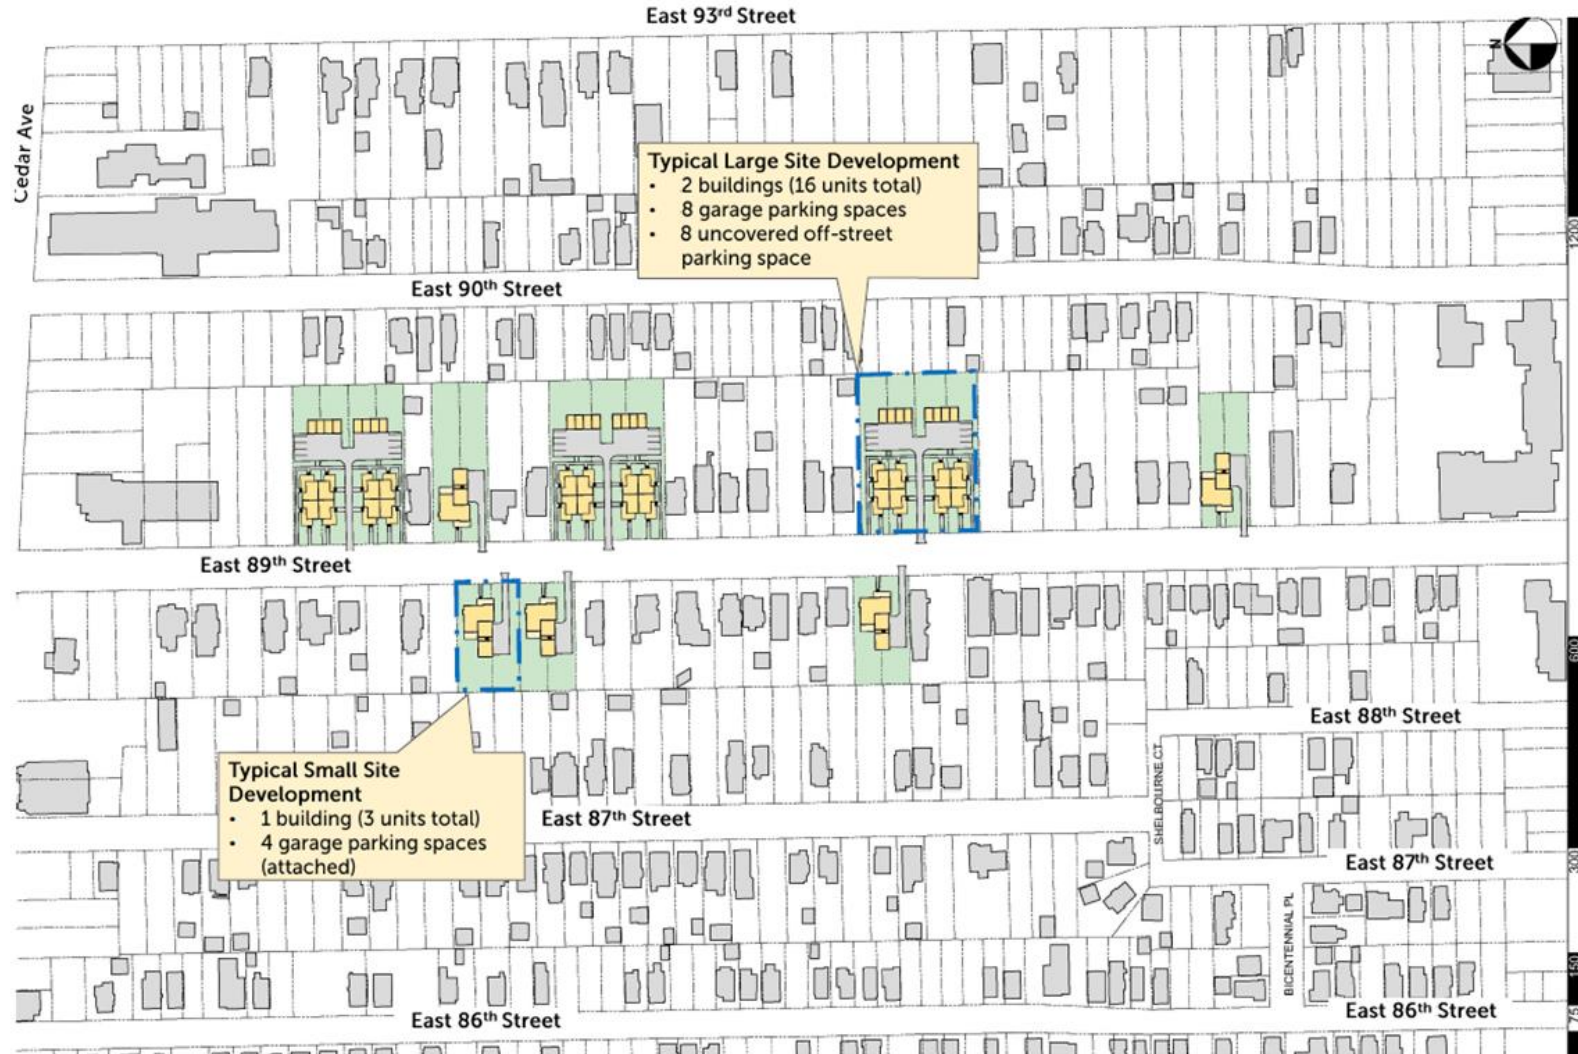 East 93rd Street
N
Cedar Ave
Typical Large Site Development
• 2 buildings (16 units total)
• 8 garage parking spaces
• 8 uncovered off-street
parking space
1200
East 90th Street
East 89th Street
600
East 88th Street
Typical Small Site
Development
• 1 building (3 units total)
• 4 garage parking spaces
(attached)
SHELBOURNE CT
East 87th Street
East 87th Street
300
BICENTENNIAL PL
150
East 86th Street
East 86th Street
75